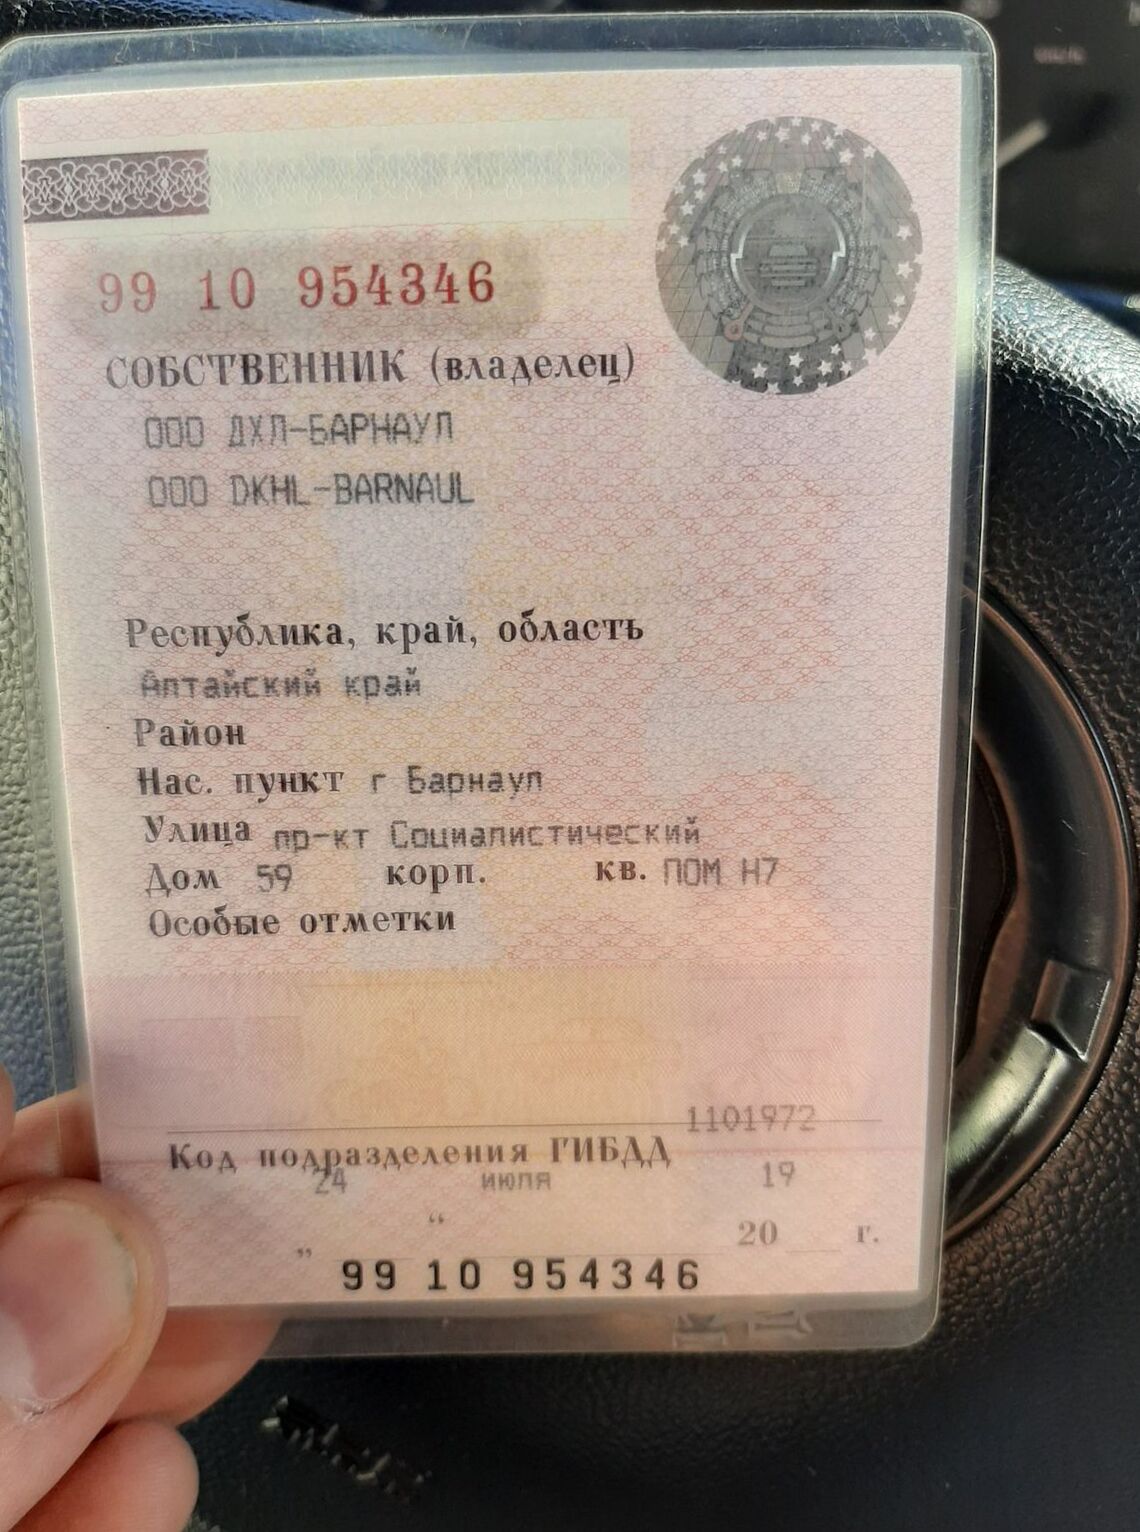 99 10 954346
СОБСТВЕННИК (владелец)
ООО ДХЛ-БАРНАУЛ
OOO DKHL-BARNAUL
Республика, край, область
Алтайский край
Район
Нас. пункт г Барнаул
Улица пр-кт Социалистический
Дом 59 корп. кв. ПОМ Н7
Особые отметки
1101972
Код подразделения ГИБДД
24 июля 19
" “ 20 г.
99 10 954346